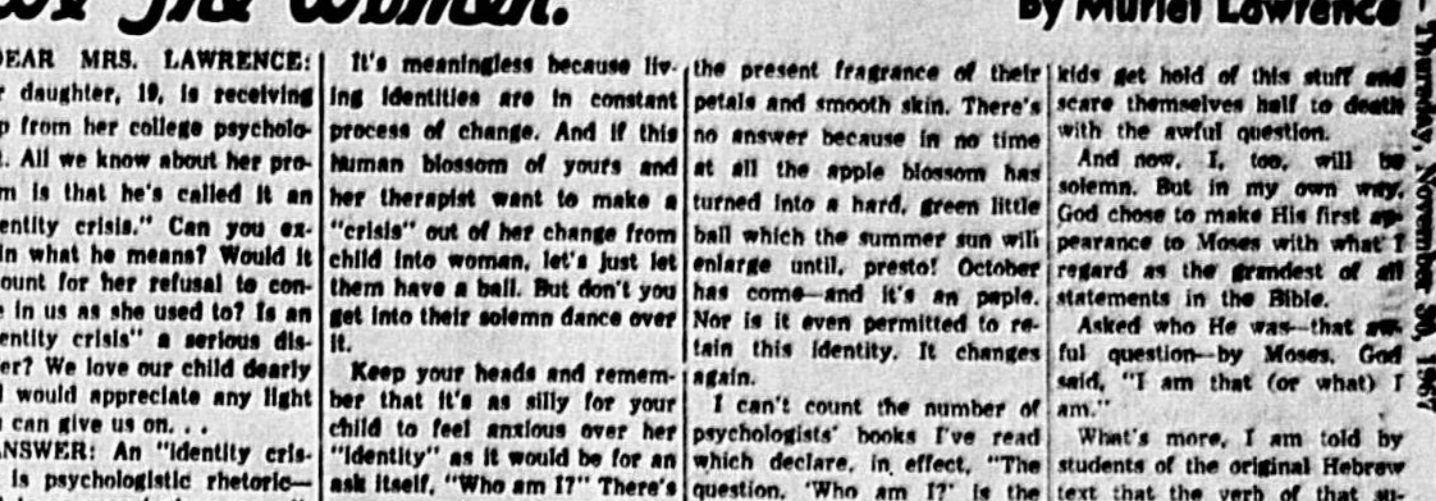 The Women.
By Muriel Lawrence
DEAR MRS. LAWRENCE:
daughter, 19, is receiving
from her college psycholo-
All we know about her pro-
is that he's called it an
entity crisis." Can you ex-
in what he means? Would it
ount for her refusal to con-
in us as she used to? Is an
entity crisis" a serious dis-
er? We love our child dearly
would appreciate any light
can give us on. . .
NSWER: An "identity cris-
is psychologistic rhetoric—
It's meaningless because liv-
ing identities are in constant
process of change. And if this
human blossom of yours and
her therapist want to make a
"crisis" out of her change from
child into woman, let's just let
them have a ball. But don't you
get into their solemn dance over
it.
Keep your heads and remem-
ber that it's as silly for your
child to feel anxious over her
"identity" as it would be for an
ask itself, "Who am I?" There's
the present fragrance of their
petals and smooth skin. There's
no answer because in no time
at all the apple blossom has
turned into a hard, green little
ball which the summer sun will
enlarge until, presto! October
has come—and it's an paple.
Nor is it even permitted to re-
tain this identity. It changes
again.
I can't count the number of
psychologists' books I've read
which declare, in effect, "The
question, 'Who am I?' is the
kids get hold of this stuff and
scare themselves half to death
with the awful question.
And now, I, too, will be
solemn. But in my own way.
God chose to make His first ap-
pearance to Moses with what I
regard as the grandest of all
statements in the Bible.
Asked who He was—that aw-
ful question—by Moses, God
said, "I am that (or what) I
am."
What's more, I am told by
students of the original Hebrew
text that the verb of that
Thursday, November 30, 1967